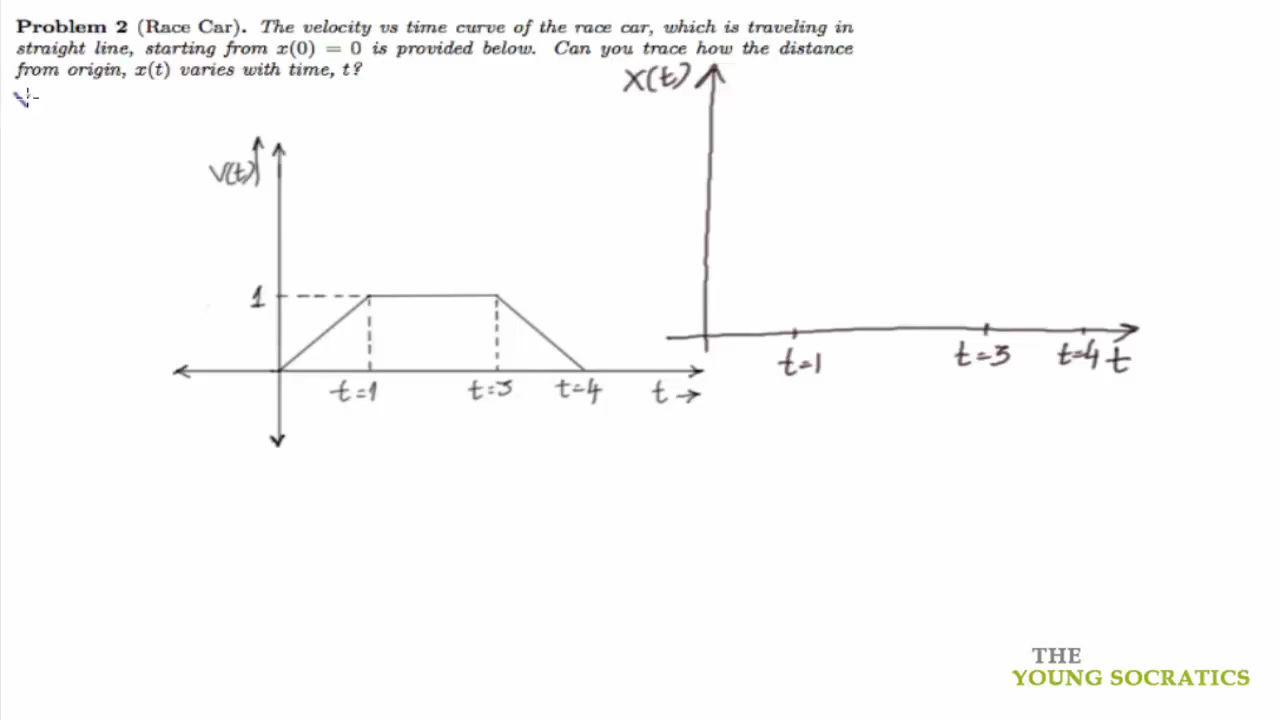 Problem 2 (Race Car). The velocity vs time curve of the race car, which is traveling in
straight line, starting from x(0) = 0 is provided below. Can you trace how the distance
from origin, x(t) varies with time, t?
X(t)
V(t)
1
t=1
t=3
t=4
t
t=1
t=3
t=4
t
THE
YOUNG SOCRATICS